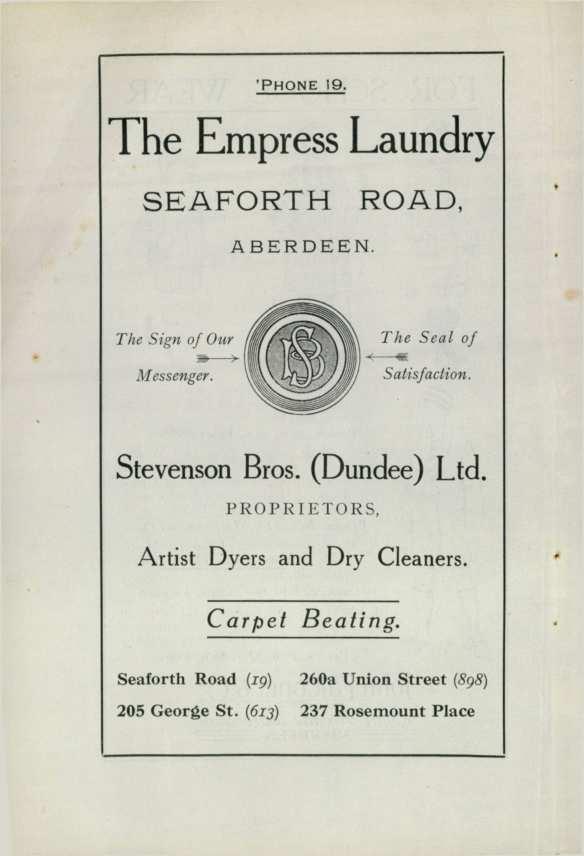 'PHONE 19.
The Empress Laundry
SEAFORTH ROAD,
ABERDEEN.
The Sign of Our
Messenger.
SB
The Seal of
Satisfaction.
Stevenson Bros. (Dundee) Ltd.
PROPRIETORS,
Artist Dyers and Dry Cleaners.
Carpet Beating.
Seaforth Road (19) 260a Union Street (898)
205 George St. (613) 237 Rosemount Place